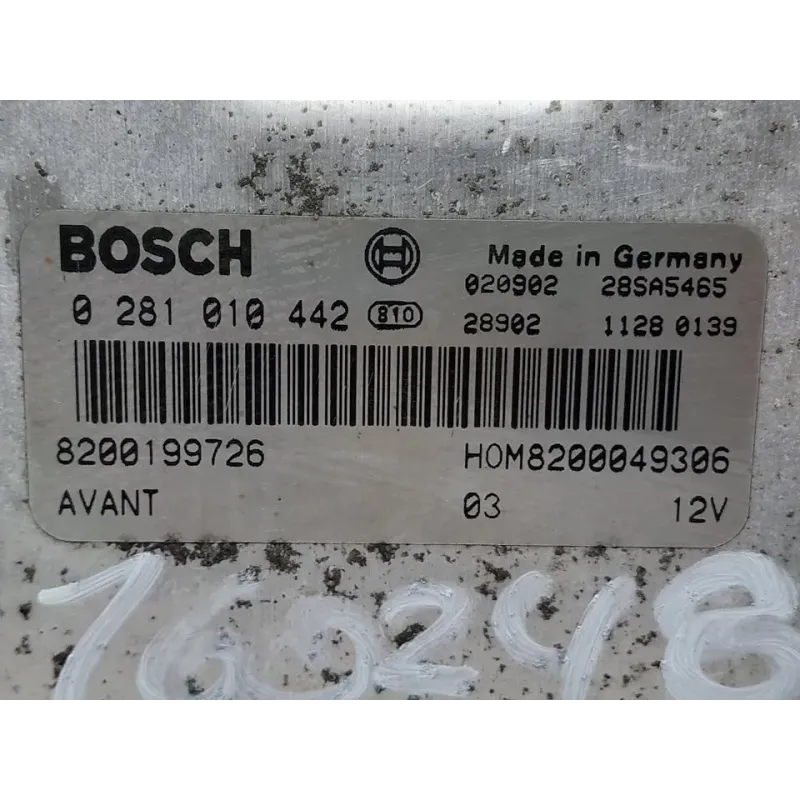 BOSCH Made in Germany
020902 28SA5465
0 281 010 442 810 28902 1128 0139
8200199726 HOM8200049306
AVANT 03 12V
160248